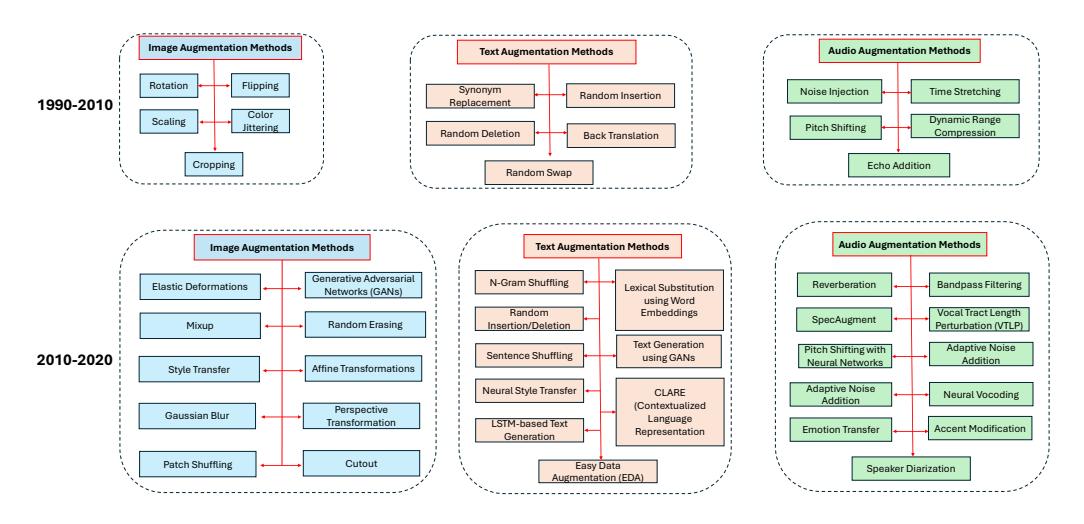 1990-2010
Image Augmentation Methods
Rotation
Flipping
Scaling
Color
Jittering
Cropping
Text Augmentation Methods
Synonym
Replacement
Random Insertion
Random Deletion
Back Translation
Random Swap
Audio Augmentation Methods
Noise Injection
Time Stretching
Pitch Shifting
Dynamic Range
Compression
Echo Addition
2010-2020
Image Augmentation Methods
Elastic Deformations
Generative Adversarial
Networks (GANs)
Mixup
Random Erasing
Style Transfer
Affine Transformations
Gaussian Blur
Perspective
Transformation
Patch Shuffling
Cutout
Text Augmentation Methods
N-Gram Shuffling
Lexical Substitution
using Word
Embeddings
Random
Insertion/Deletion
Sentence Shuffling
Text Generation
using GANs
Neural Style Transfer
CLARE
(Contextualized
Language
Representation
LSTM-based Text
Generation
Easy Data
Augmentation (EDA)
Audio Augmentation Methods
Reverberation
Bandpass Filtering
SpecAugment
Vocal Tract Length
Perturbation (VTLP)
Pitch Shifting with
Neural Networks
Adaptive Noise
Addition
Adaptive Noise
Addition
Neural Vocoding
Emotion Transfer
Accent Modification
Speaker Diarization